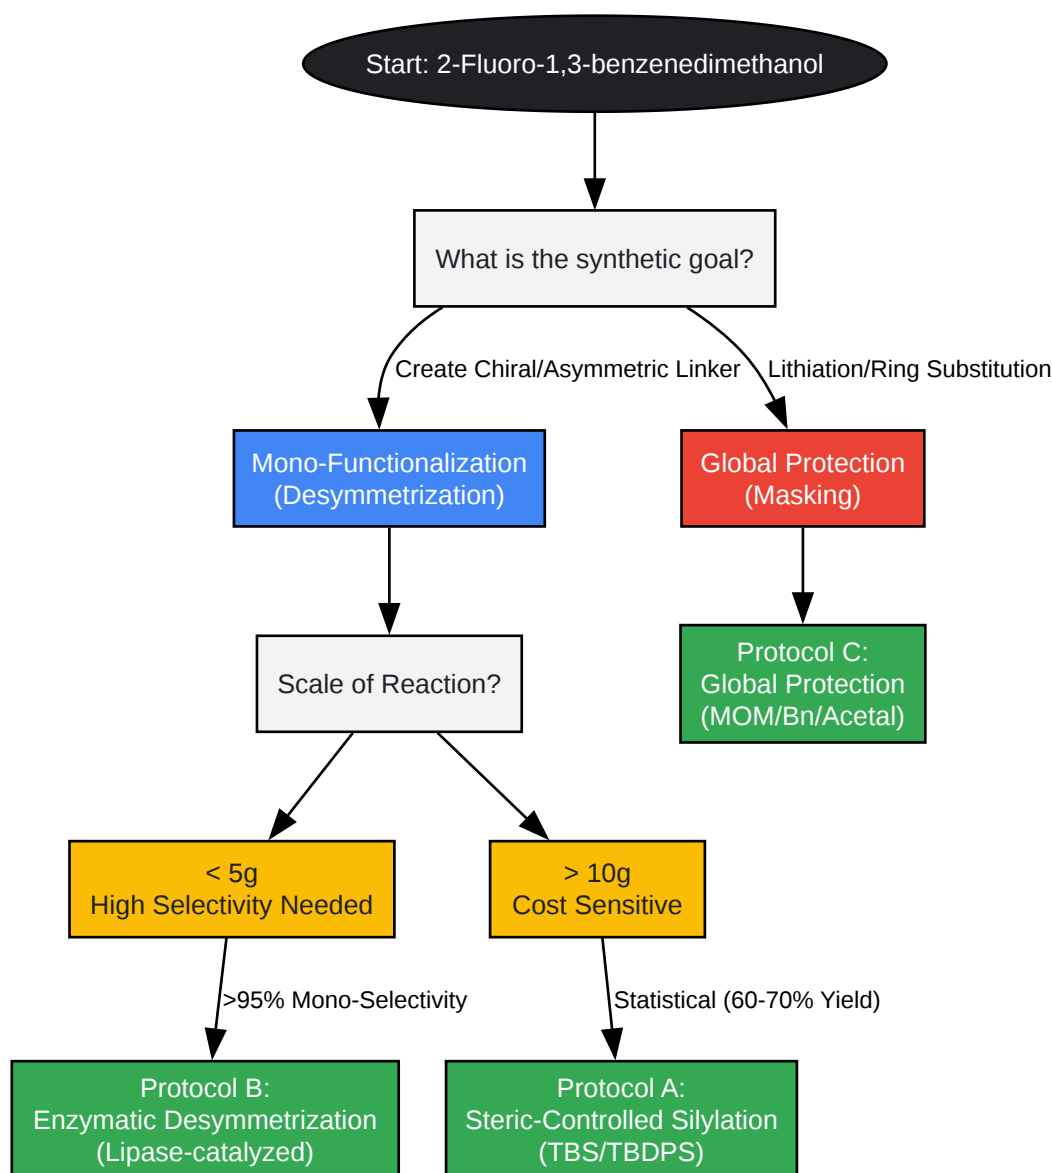 Start: 2-Fluoro-1,3-benzenedimethanol
What is the synthetic goal?
Create Chiral/Asymmetric Linker
Lithiation/Ring Substitution
Mono-Functionalization
(Desymmetrization)
Global Protection
(Masking)
Scale of Reaction?
Protocol C:
Global Protection
(MOM/Bn/Acetal)
< 5g
High Selectivity Needed
> 10g
Cost Sensitive
>95% Mono-Selectivity
Statistical (60-70% Yield)
Protocol B:
Enzymatic Desymmetrization
(Lipase-catalyzed)
Protocol A:
Steric-Controlled Silylation
(TBS/TBDPS)